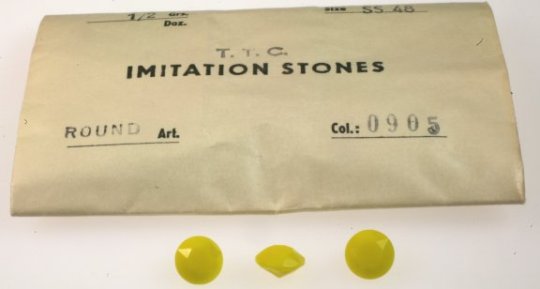 1/2 Grs. Size SS. 48
Doz.
T. T. C.
IMITATION STONES
ROUND Art. Col.: 0905